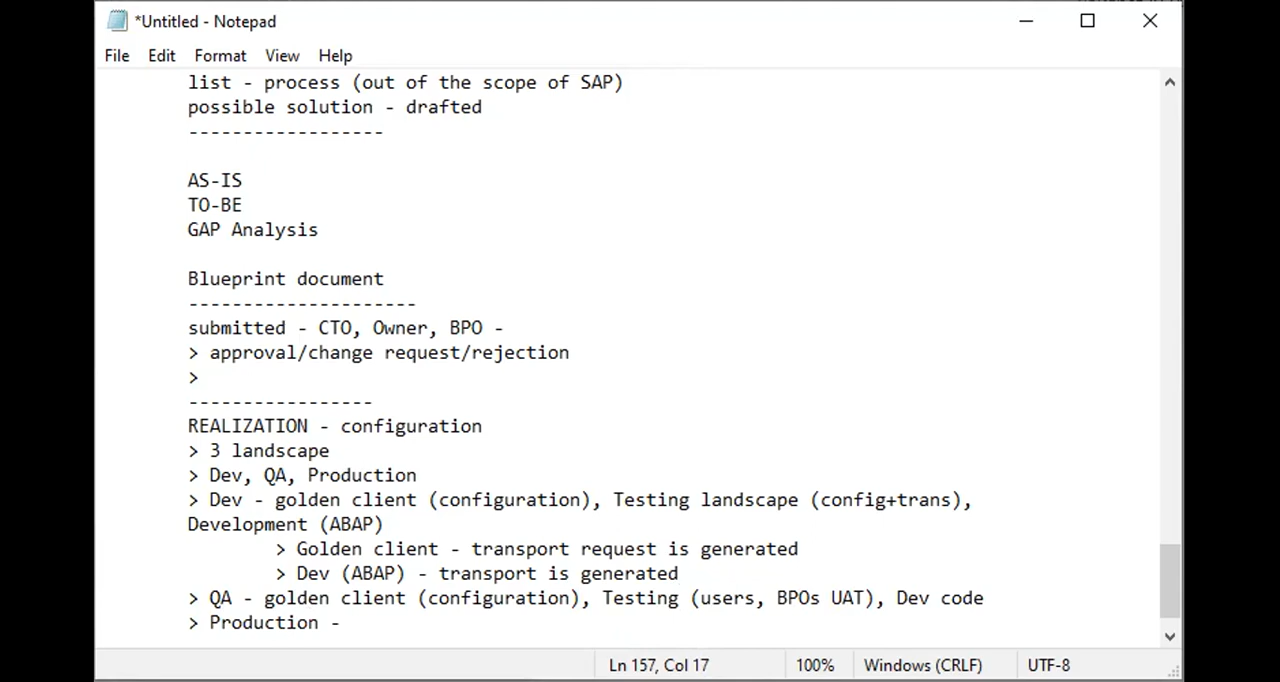 *Untitled - Notepad
File Edit Format View Help
list - process (out of the scope of SAP)
possible solution - drafted
------------------
AS-IS
TO-BE
GAP Analysis
Blueprint document
---------------------
submitted - CTO, Owner, BPO -
> approval/change request/rejection
>
-----------------
REALIZATION - configuration
> 3 landscape
> Dev, QA, Production
> Dev - golden client (configuration), Testing landscape (config+trans),
Development (ABAP)
> Golden client - transport request is generated
> Dev (ABAP) - transport is generated
> QA - golden client (configuration), Testing (users, BPOs UAT), Dev code
> Production -
Ln 157, Col 17 100% Windows (CRLF) UTF-8